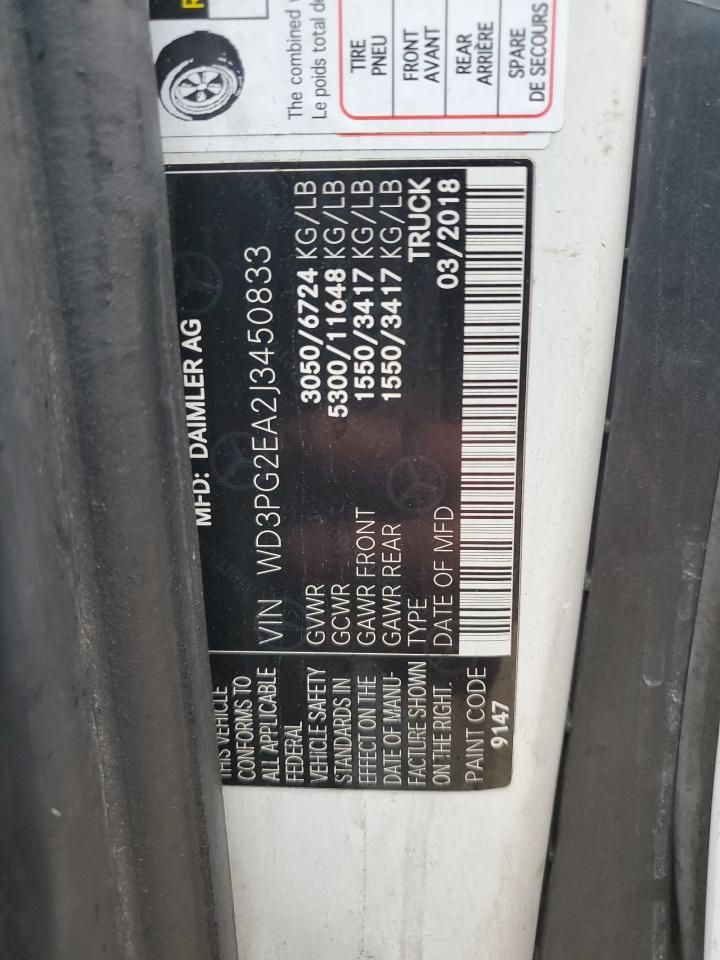 The combined
Le poids total de
TIRE
PNEU
FRONT
AVANT
REAR
ARRIÈRE
SPARE
DE SECOURS
MFD: DAIMLER AG
VIN WD3PG2EA2J3450833
GVWR 3050/6724 KG/LB
GCWR 5300/11648 KG/LB
GAWR FRONT 1550/3417 KG/LB
GAWR REAR 1550/3417 KG/LB
TYPE TRUCK
DATE OF MFD 03/2018
THIS VEHICLE
CONFORMS TO
ALL APPLICABLE
FEDERAL
VEHICLE SAFETY
STANDARDS IN
EFFECT ON THE
DATE OF MANU-
FACTURE SHOWN
ON THE RIGHT.
PAINT CODE
9147